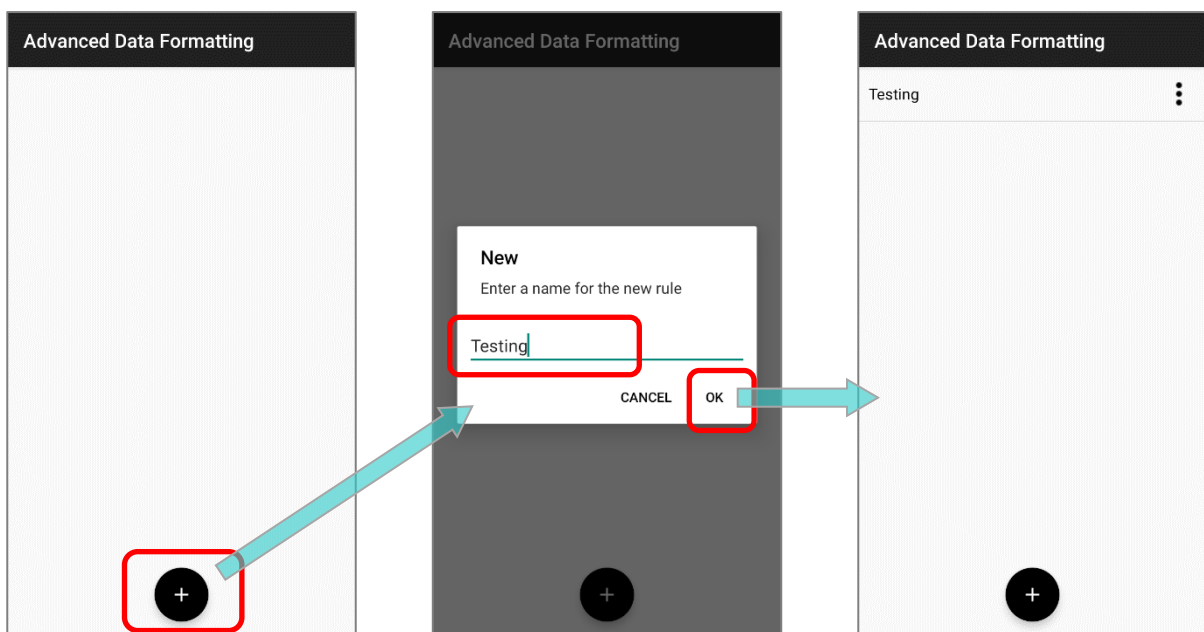 Advanced Data Formatting
+
Advanced Data Formatting
New
Enter a name for the new rule
Testing
CANCEL OK
+
Advanced Data Formatting
Testing
+